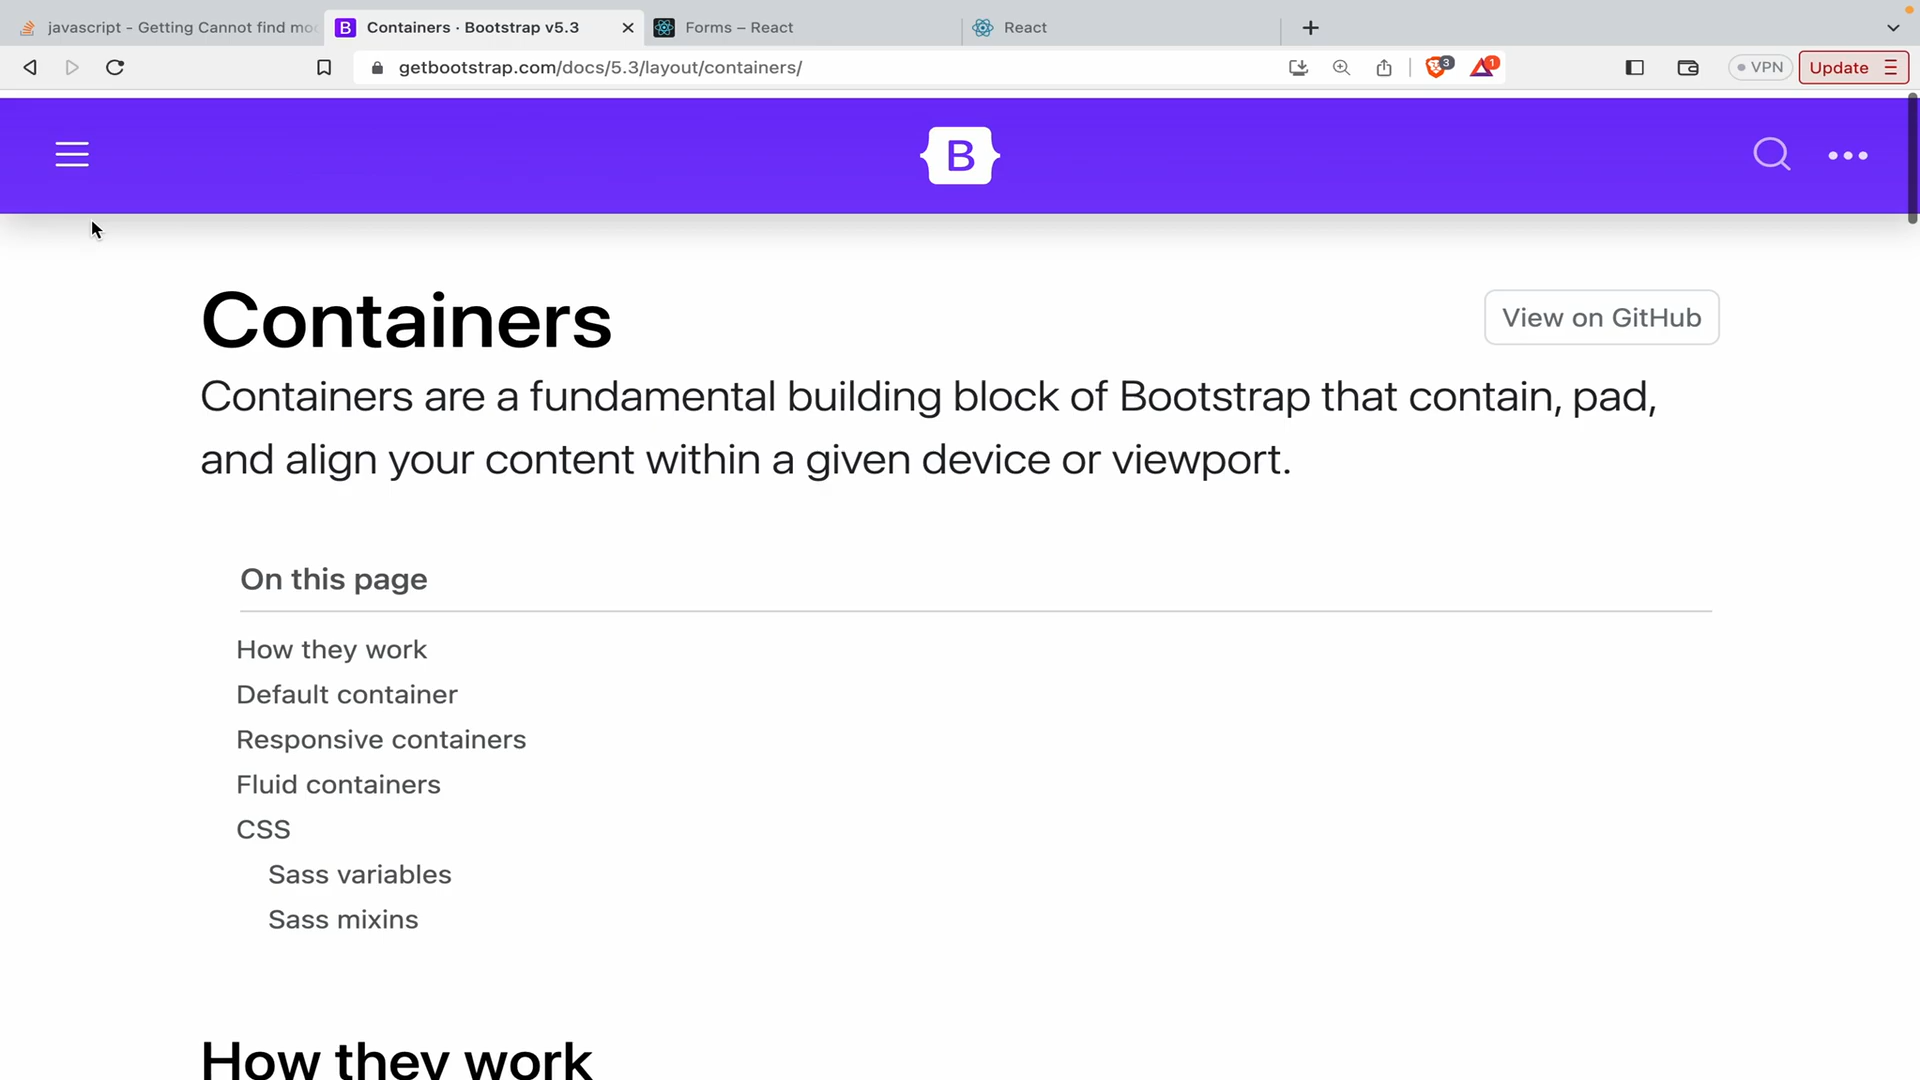 javascript - Getting Cannot find mo
Containers · Bootstrap v5.3
Forms – React
React
getbootstrap.com/docs/5.3/layout/containers/
3
1
VPN
Update
B
Containers
View on GitHub
Containers are a fundamental building block of Bootstrap that contain, pad,
and align your content within a given device or viewport.
On this page
How they work
Default container
Responsive containers
Fluid containers
CSS
Sass variables
Sass mixins
How they work